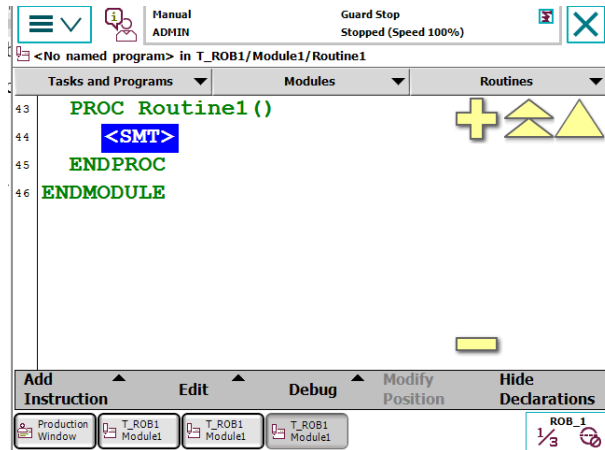 Manual
Guard Stop
ADMIN
Stopped (Speed 100%)
<No named program> in T_ROB1/Module1/Routine1
Tasks and Programs
Modules
Routines
43 PROC Routine1()
44 <SMT>
45 ENDPROC
46 ENDMODULE
Add
Instruction
Edit
Debug
Modify
Position
Hide
Declarations
Production
Window
T_ROB1
Module1
T_ROB1
Module1
T_ROB1
Module1
ROB_1
1/3